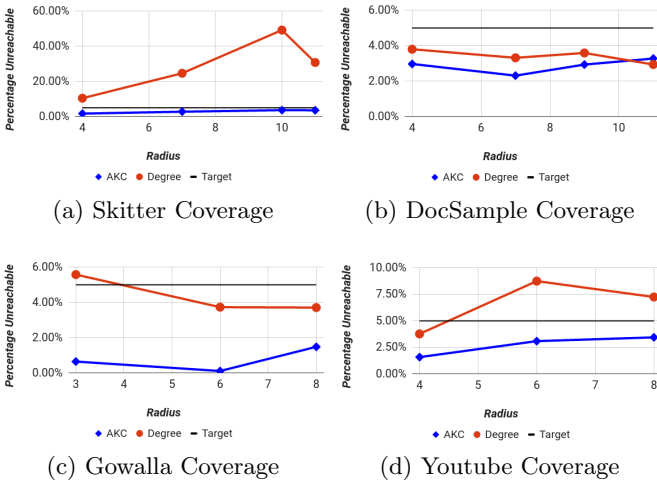 Percentage Unreachable
60.00%
40.00%
20.00%
0.00%
4 6 8 10
Radius
AKC Degree Target
(a) Skitter Coverage
Percentage Unreachable
6.00%
4.00%
2.00%
0.00%
4 6 8 10
Radius
AKC Degree Target
(b) DocSample Coverage
Percentage Unreachable
6.00%
4.00%
2.00%
0.00%
3 4 5 6 7 8
Radius
AKC Degree Target
(c) Gowalla Coverage
Percentage Unreachable
10.00%
7.50%
5.00%
2.50%
0.00%
4 5 6 7 8
Radius
AKC Degree Target
(d) Youtube Coverage